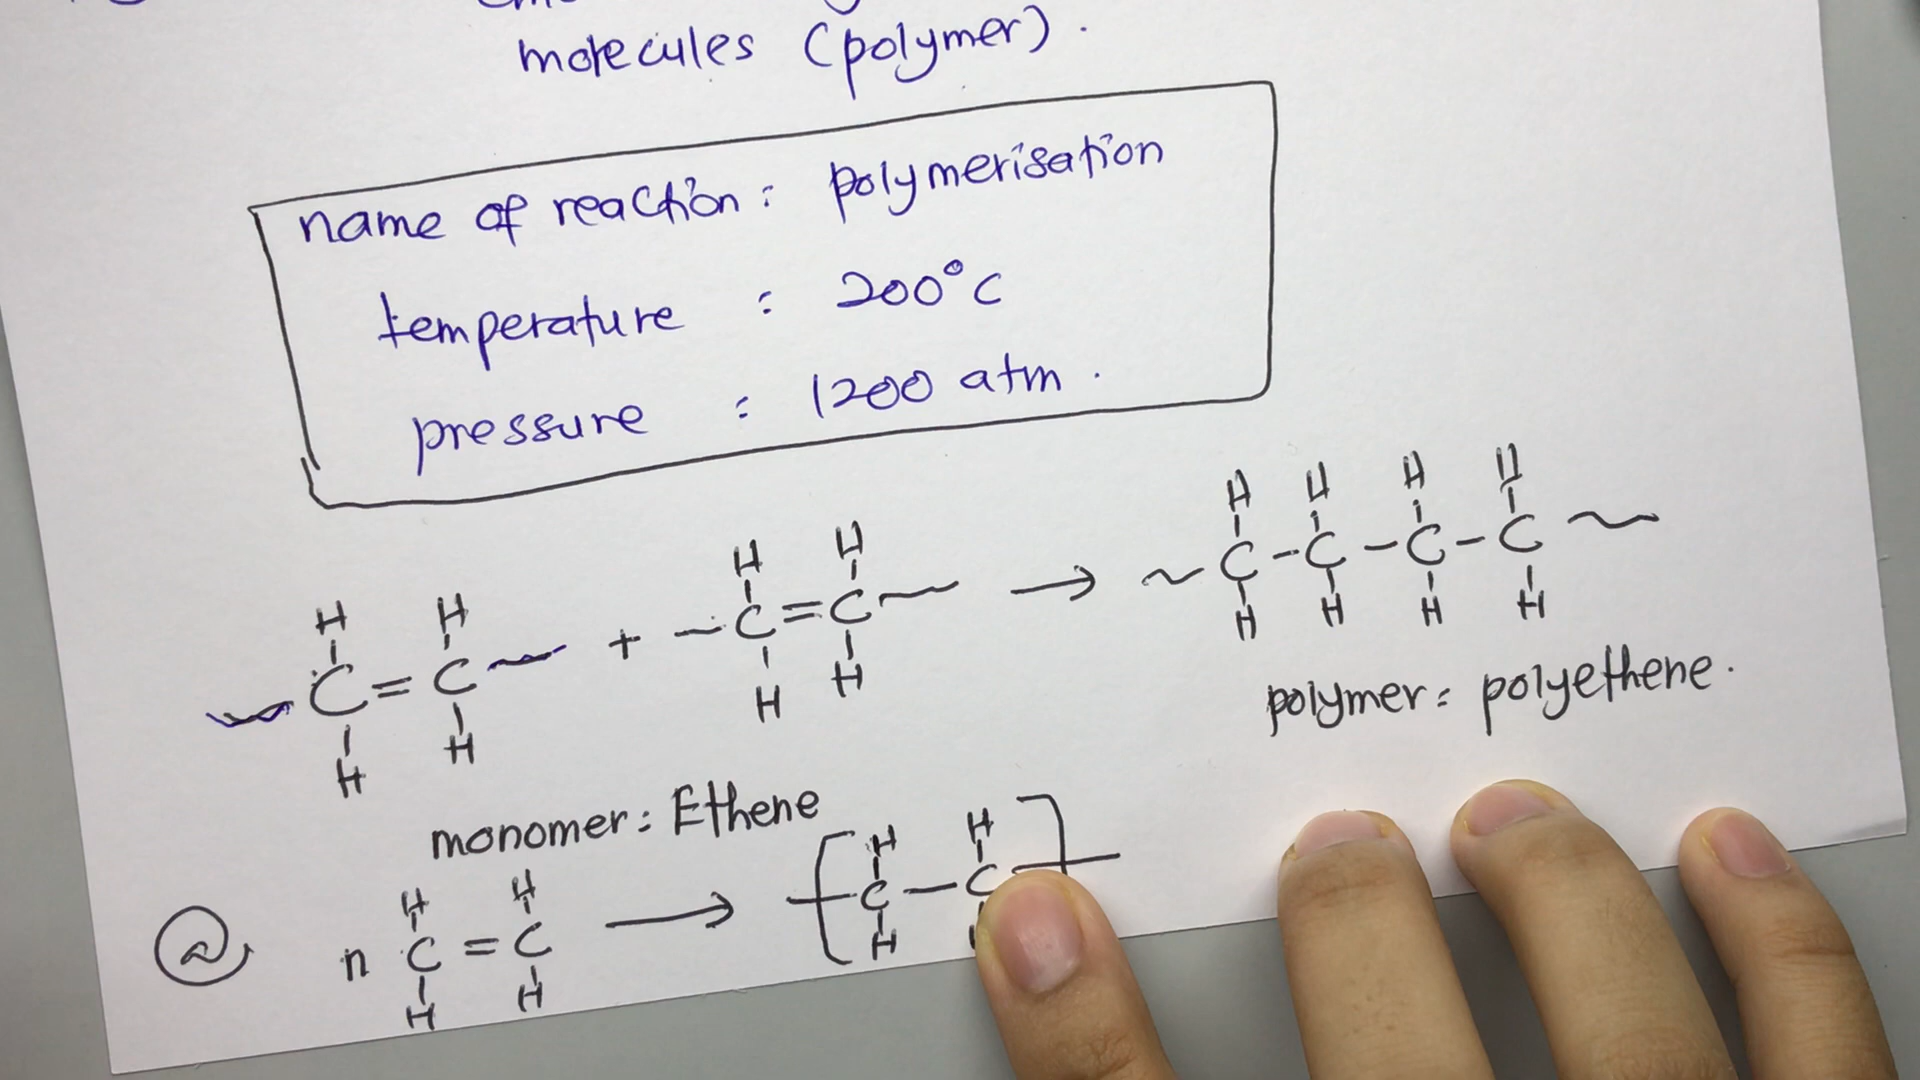 molecules (polymer).
name of reaction : polymerisation
temperature : 200°C
pressure : 1200 atm.
H H H H H H H H
~C=C~ + ~C=C~ → ~C-C-C-C~
H H H H H H H H
polymer: polyethene.
monomer: Ethene
H H H H
@ n C=C → [C-C]
H H H